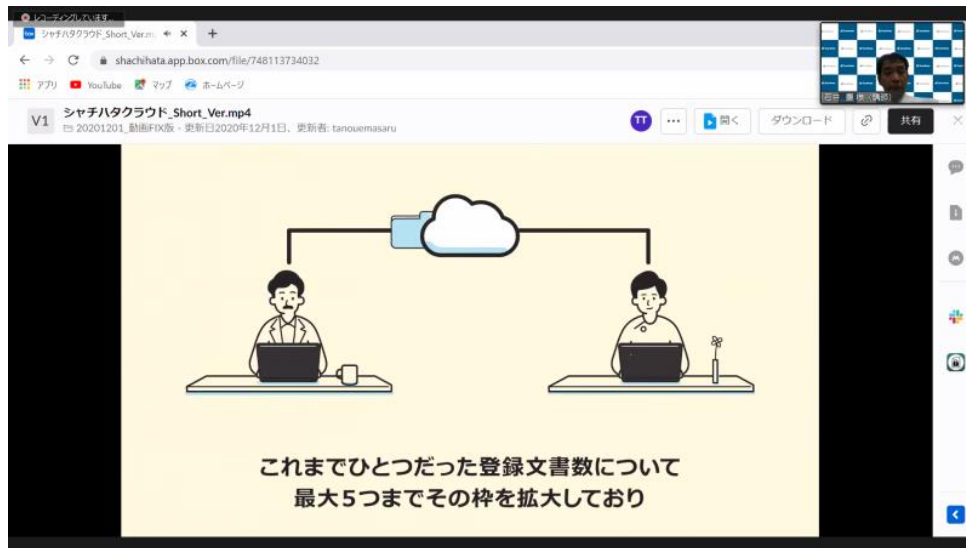 レコーディングしています…
シャチハタクラウド_Short_Ver.m
shachihata.app.box.com/file/748113734032
アプリ YouTube マップ ホームページ
V1 シャチハタクラウド_Short_Ver.mp4
20201201_動画FIX版・更新日2020年12月1日、更新者: tanouemasaru
TT … 開く ダウンロード 共有
これまでひとつだった登録文書数について
最大5つまでその枠を拡大しており